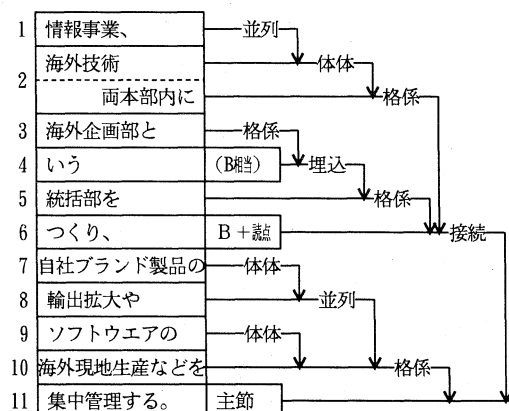 1 情報事業、 並列
2 海外技術 体体
両本部内に 格係
3 海外企画部と 格係
4 いう (B相当) 埋込
5 統括部を 格係
6 つくり、 B+読点 接続
7 自社ブランド製品の 体体
8 輸出拡大や 並列
9 ソフトウエアの 体体
10 海外現地生産などを 格係
11 集中管理する。 主節